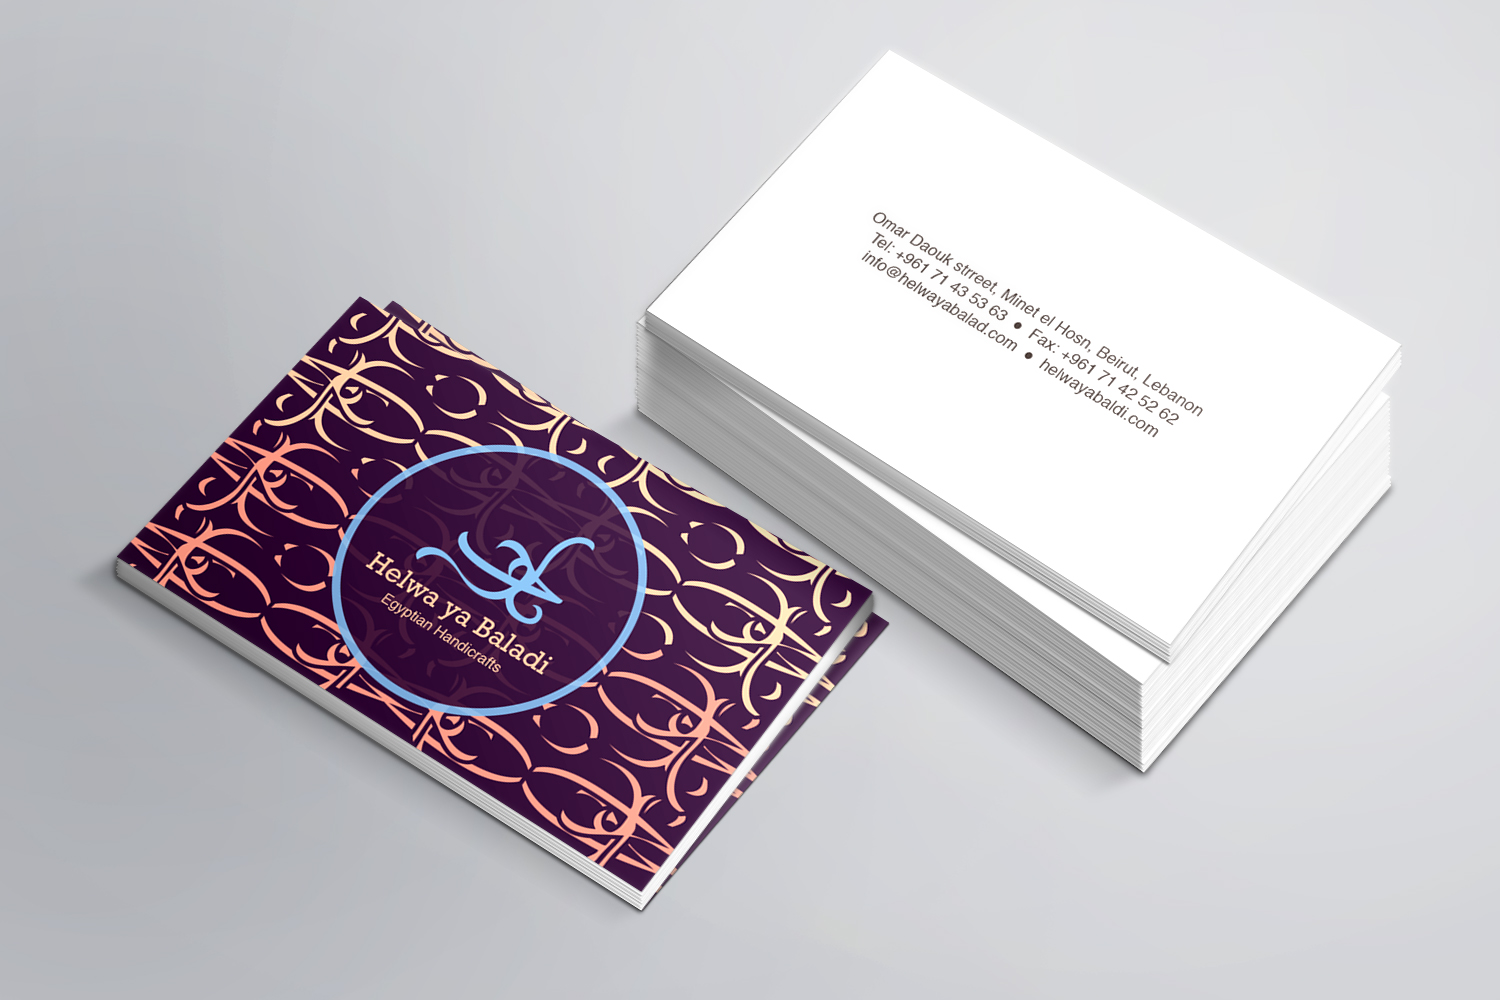 Helwa ya Baladi
Egyptian Handicrafts
Omar Daouk strreet, Minet el Hosn, Beirut, Lebanon
Tel: +961 71 43 53 63 ● Fax: +961 71 42 52 62
info@helwayabalad.com ● helwayabaldi.com